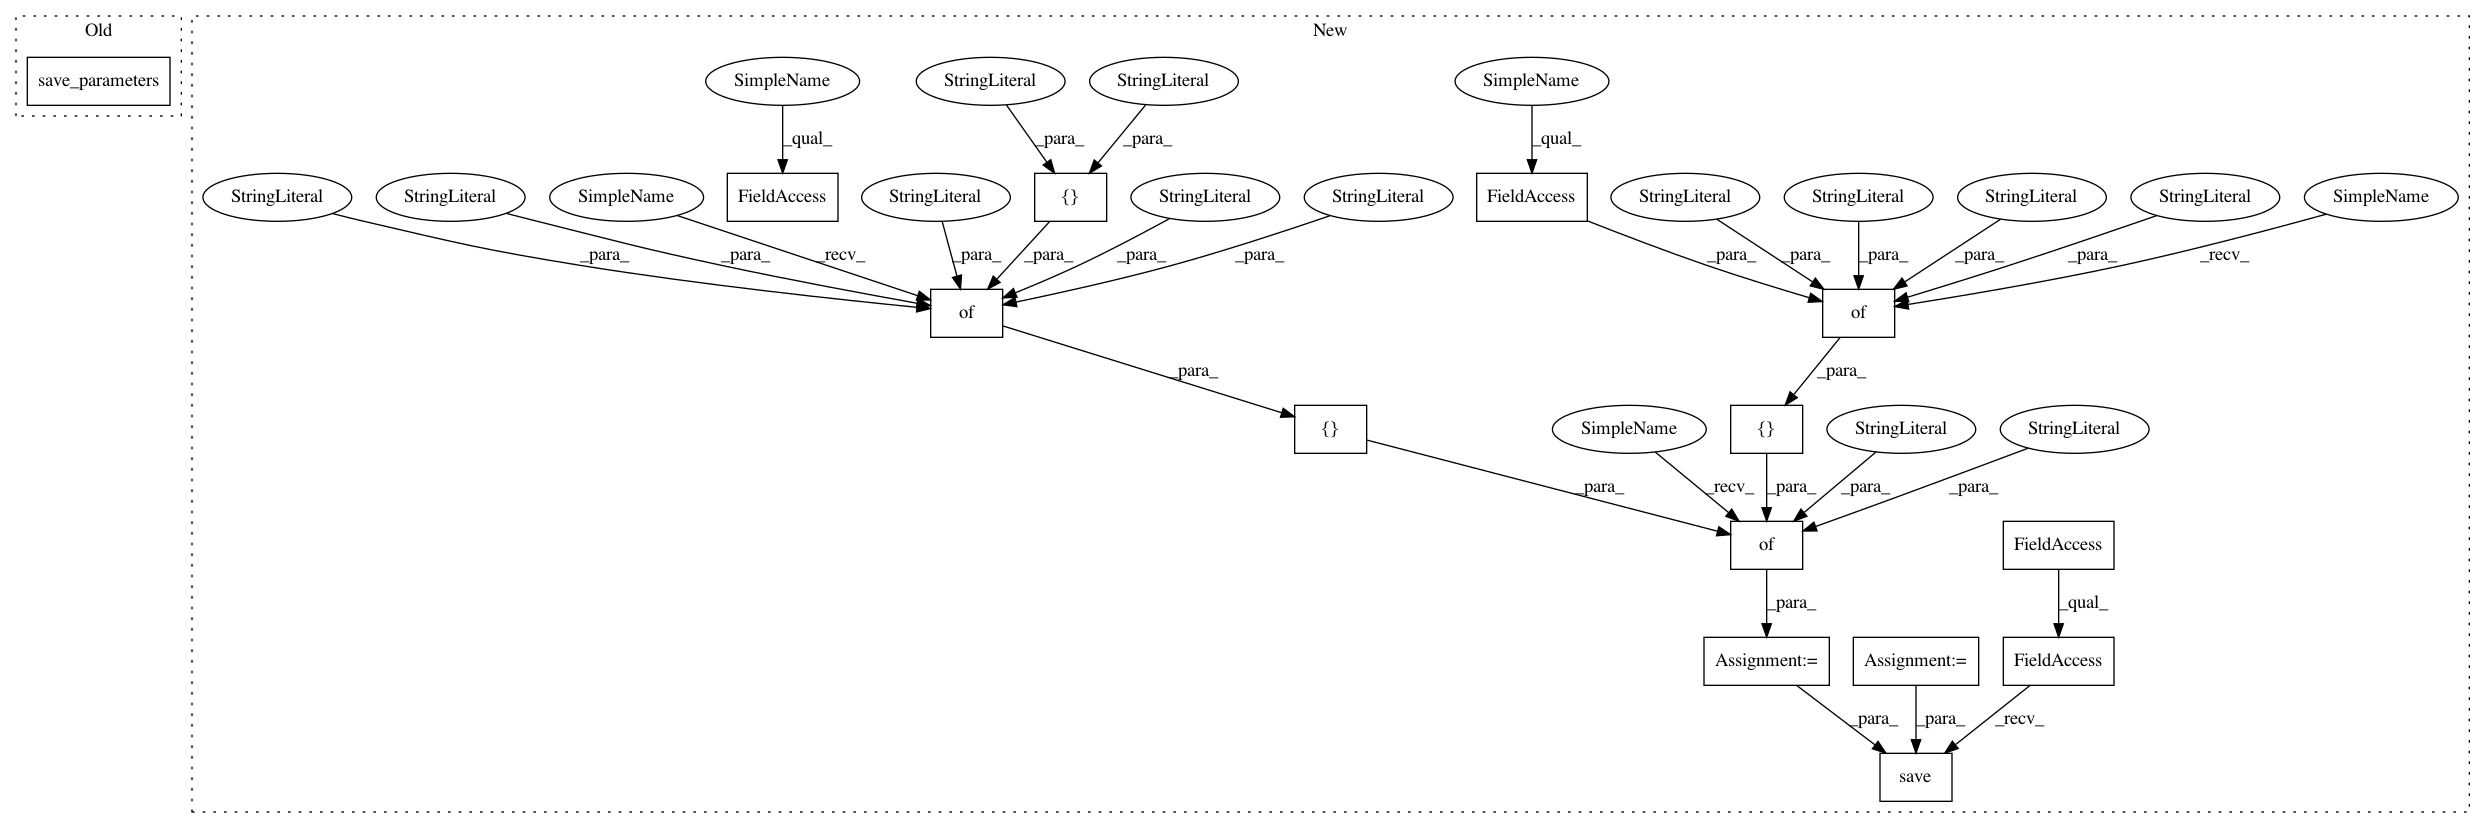 Old
New
save_parameters
SimpleName
StringLiteral
StringLiteral
SimpleName
_qual_
_para_
_para_
_qual_
StringLiteral
StringLiteral
SimpleName
FieldAccess
StringLiteral
{}
StringLiteral
StringLiteral
FieldAccess
StringLiteral
StringLiteral
StringLiteral
StringLiteral
SimpleName
_para_
_para_
_recv_
_para_
_para_
_para_
_para_
_para_
_para_
_para_
_para_
_para_
_recv_
of
of
_para_
_para_
{}
SimpleName
{}
StringLiteral
StringLiteral
_para_
_recv_
_para_
_para_
_para_
of
FieldAccess
_para_
_qual_
Assignment:=
Assignment:=
FieldAccess
_para_
_para_
_recv_
save